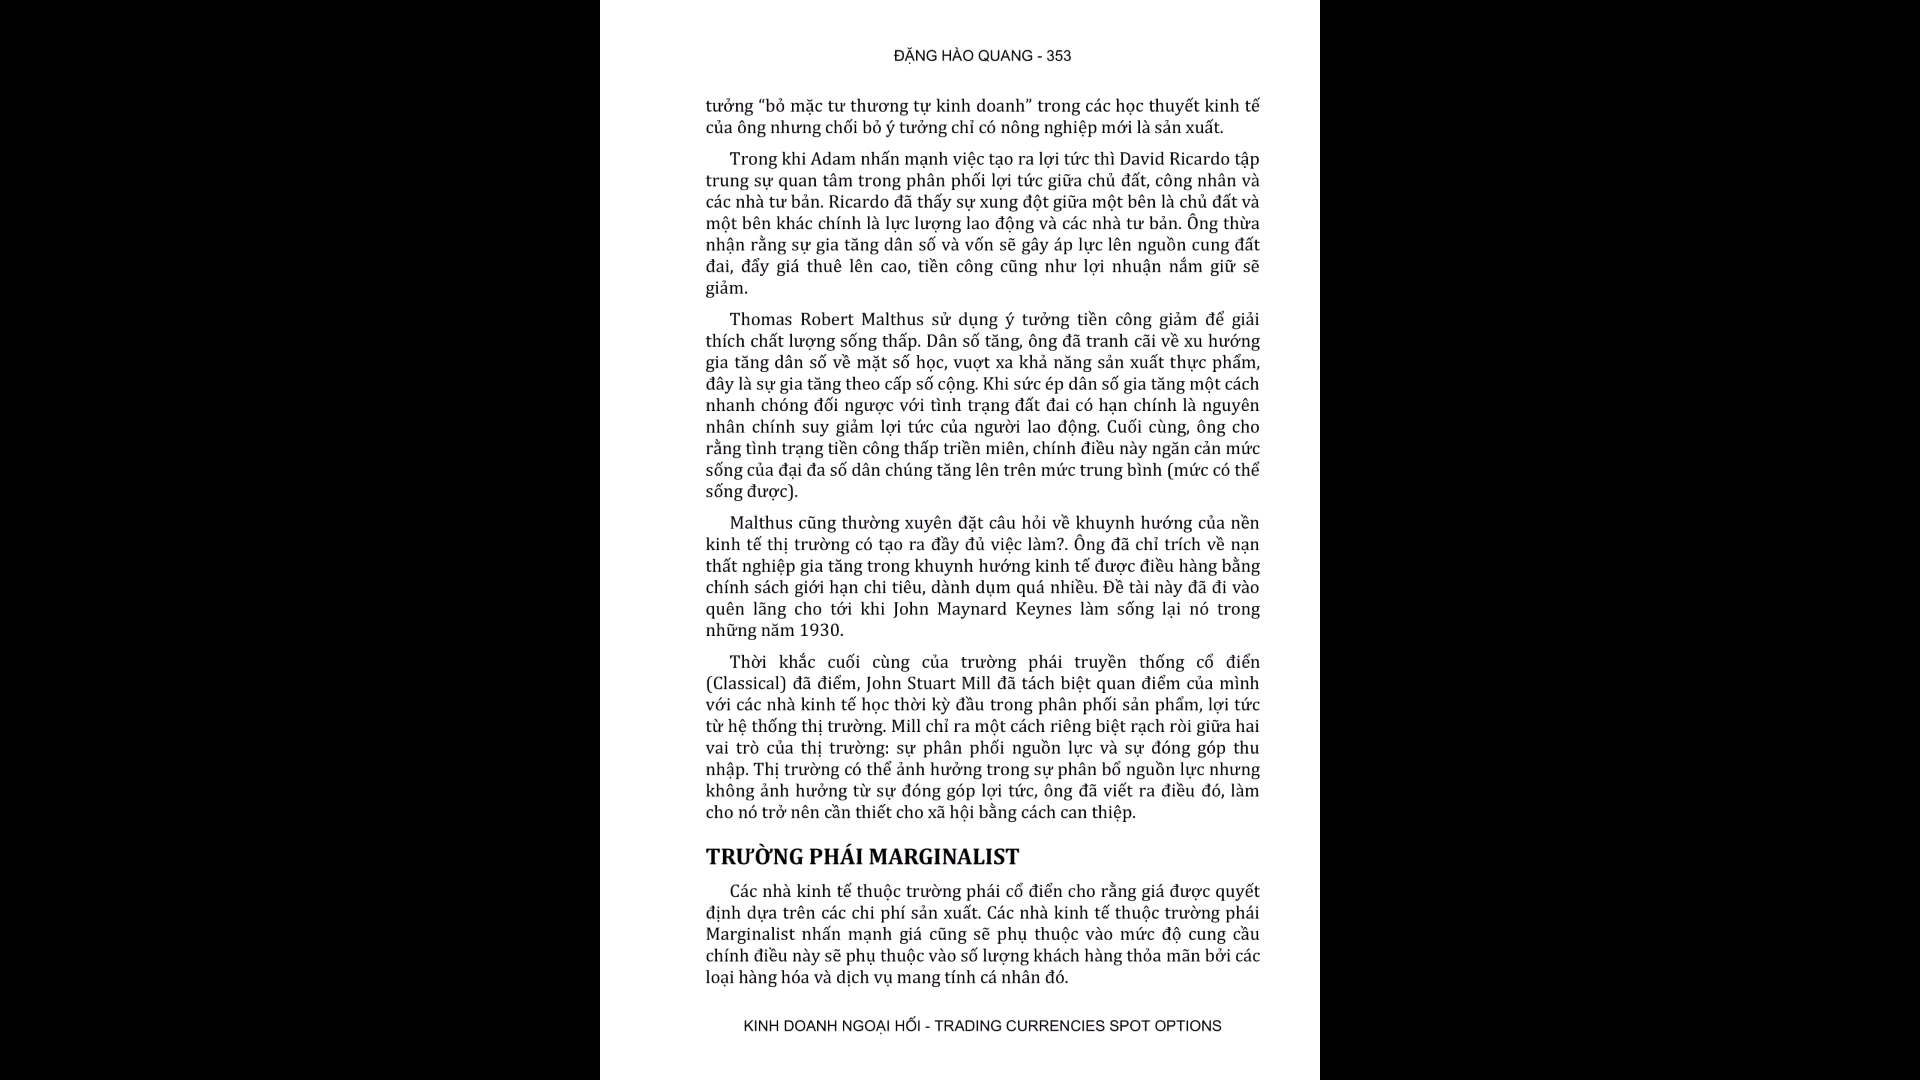 ĐẶNG HÀO QUANG - 353
tưởng “bỏ mặc tư thương tự kinh doanh” trong các học thuyết kinh tế
của ông nhưng chối bỏ ý tưởng chỉ có nông nghiệp mới là sản xuất.
Trong khi Adam nhấn mạnh việc tạo ra lợi tức thì David Ricardo tập
trung sự quan tâm trong phân phối lợi tức giữa chủ đất, công nhân và
các nhà tư bản. Ricardo đã thấy sự xung đột giữa một bên là chủ đất và
một bên khác chính là lực lượng lao động và các nhà tư bản. Ông thừa
nhận rằng sự gia tăng dân số và vốn sẽ gây áp lực lên nguồn cung đất
đai, đẩy giá thuê lên cao, tiền công cũng như lợi nhuận nắm giữ sẽ
giảm.
Thomas Robert Malthus sử dụng ý tưởng tiền công giảm để giải
thích chất lượng sống thấp. Dân số tăng, ông đã tranh cãi về xu hướng
gia tăng dân số về mặt số học, vuợt xa khả năng sản xuất thực phẩm,
đây là sự gia tăng theo cấp số cộng. Khi sức ép dân số gia tăng một cách
nhanh chóng đối ngược với tình trạng đất đai có hạn chính là nguyên
nhân chính suy giảm lợi tức của người lao động. Cuối cùng, ông cho
rằng tình trạng tiền công thấp triền miên, chính điều này ngăn cản mức
sống của đại đa số dân chúng tăng lên trên mức trung bình (mức có thể
sống được).
Malthus cũng thường xuyên đặt câu hỏi về khuynh hướng của nền
kinh tế thị trường có tạo ra đầy đủ việc làm?. Ông đã chỉ trích về nạn
thất nghiệp gia tăng trong khuynh hướng kinh tế được điều hàng bằng
chính sách giới hạn chi tiêu, dành dụm quá nhiều. Đề tài này đã đi vào
quên lãng cho tới khi John Maynard Keynes làm sống lại nó trong
những năm 1930.
Thời khắc cuối cùng của trường phái truyền thống cổ điển
(Classical) đã điểm, John Stuart Mill đã tách biệt quan điểm của mình
với các nhà kinh tế học thời kỳ đầu trong phân phối sản phẩm, lợi tức
từ hệ thống thị trường. Mill chỉ ra một cách riêng biệt rạch ròi giữa hai
vai trò của thị trường: sự phân phối nguồn lực và sự đóng góp thu
nhập. Thị trường có thể ảnh hưởng trong sự phân bổ nguồn lực nhưng
không ảnh hưởng từ sự đóng góp lợi tức, ông đã viết ra điều đó, làm
cho nó trở nên cần thiết cho xã hội bằng cách can thiệp.
TRƯỜNG PHÁI MARGINALIST
Các nhà kinh tế thuộc trường phái cổ điển cho rằng giá được quyết
định dựa trên các chi phí sản xuất. Các nhà kinh tế thuộc trường phái
Marginalist nhấn mạnh giá cũng sẽ phụ thuộc vào mức độ cung cầu
chính điều này sẽ phụ thuộc vào số lượng khách hàng thỏa mãn bởi các
loại hàng hóa và dịch vụ mang tính cá nhân đó.
KINH DOANH NGOẠI HỐI - TRADING CURRENCIES SPOT OPTIONS